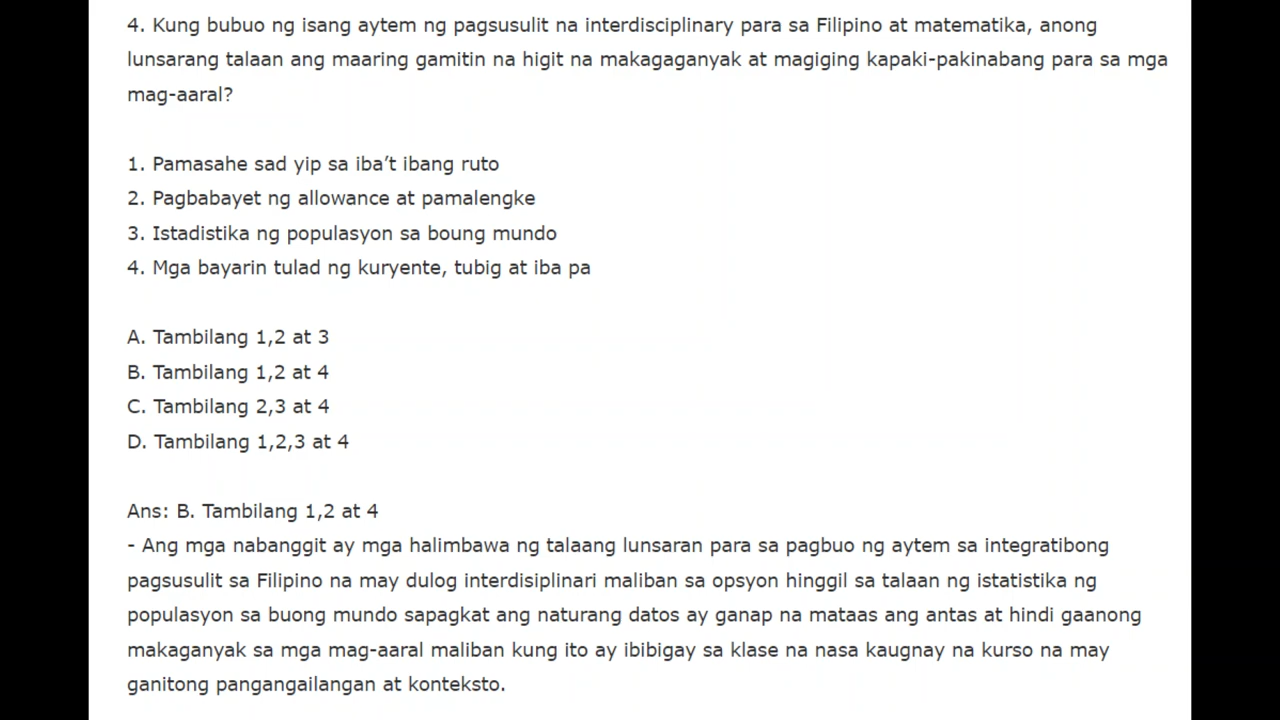 4. Kung bubuo ng isang aytem ng pagsusulit na interdisciplinary para sa Filipino at matematika, anong
lunsarang talaan ang maaring gamitin na higit na makagaganyak at magiging kapaki-pakinabang para sa mga
mag-aaral?
1. Pamasahe sad yip sa iba’t ibang ruto
2. Pagbabayet ng allowance at pamalengke
3. Istadistika ng populasyon sa boung mundo
4. Mga bayarin tulad ng kuryente, tubig at iba pa
A. Tambilang 1,2 at 3
B. Tambilang 1,2 at 4
C. Tambilang 2,3 at 4
D. Tambilang 1,2,3 at 4
Ans: B. Tambilang 1,2 at 4
- Ang mga nabanggit ay mga halimbawa ng talaang lunsaran para sa pagbuo ng aytem sa integratibong
pagsusulit sa Filipino na may dulog interdisiplinari maliban sa opsyon hinggil sa talaan ng istatistika ng
populasyon sa buong mundo sapagkat ang naturang datos ay ganap na mataas ang antas at hindi gaanong
makaganyak sa mga mag-aaral maliban kung ito ay ibibigay sa klase na nasa kaugnay na kurso na may
ganitong pangangailangan at konteksto.